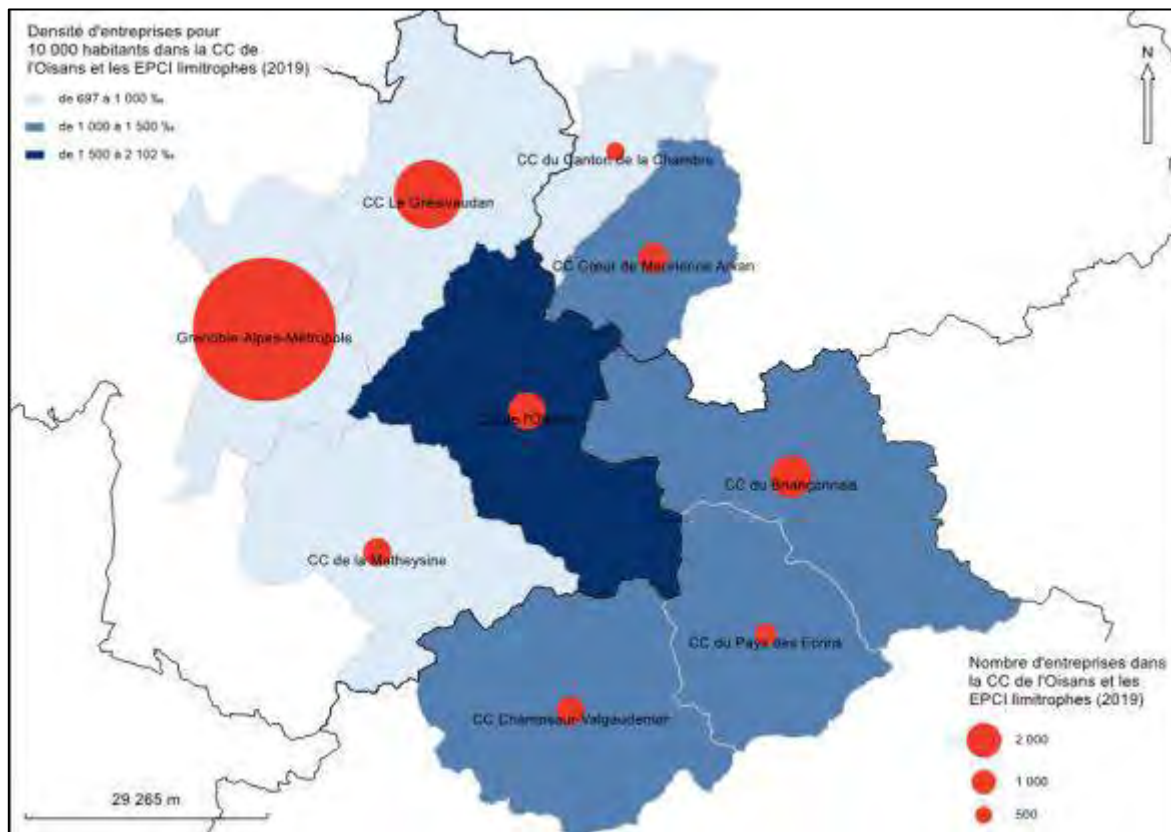 Densité d'entreprises pour
10 000 habitants dans la CC de
l'Oisans et les EPCI limitrophes (2019)
de 697 à 1 000 ‰
de 1 000 à 1 500 ‰
de 1 500 à 2 102 ‰
N
CC du Canton de la Chambre
CC Le Grésivaudan
CC Cœur de Maurienne Arvan
Grenoble-Alpes-Métropole
CC de l'Oisans
CC du Briançonnais
CC de la Matheysine
CC du Pays des Ecrins
CC Champsaur-Valgaudemar
Nombre d'entreprises dans
la CC de l'Oisans et les
EPCI limitrophes (2019)
2 000
1 000
500
29 265 m